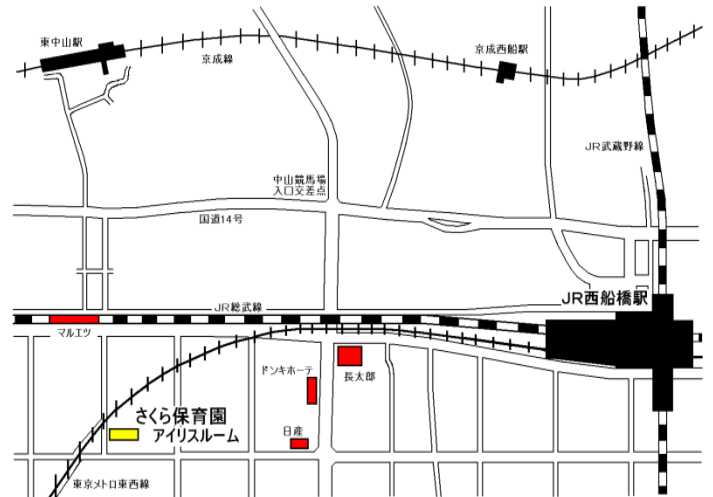 東中山駅
京成線
京成西船駅
JR武蔵野線
中山競馬場
入口交差点
国道14号
JR西船橋駅
JR総武線
マルエツ
ドンキホーテ
長太郎
さくら保育園
アイリスルーム
日産
東京メトロ東西線